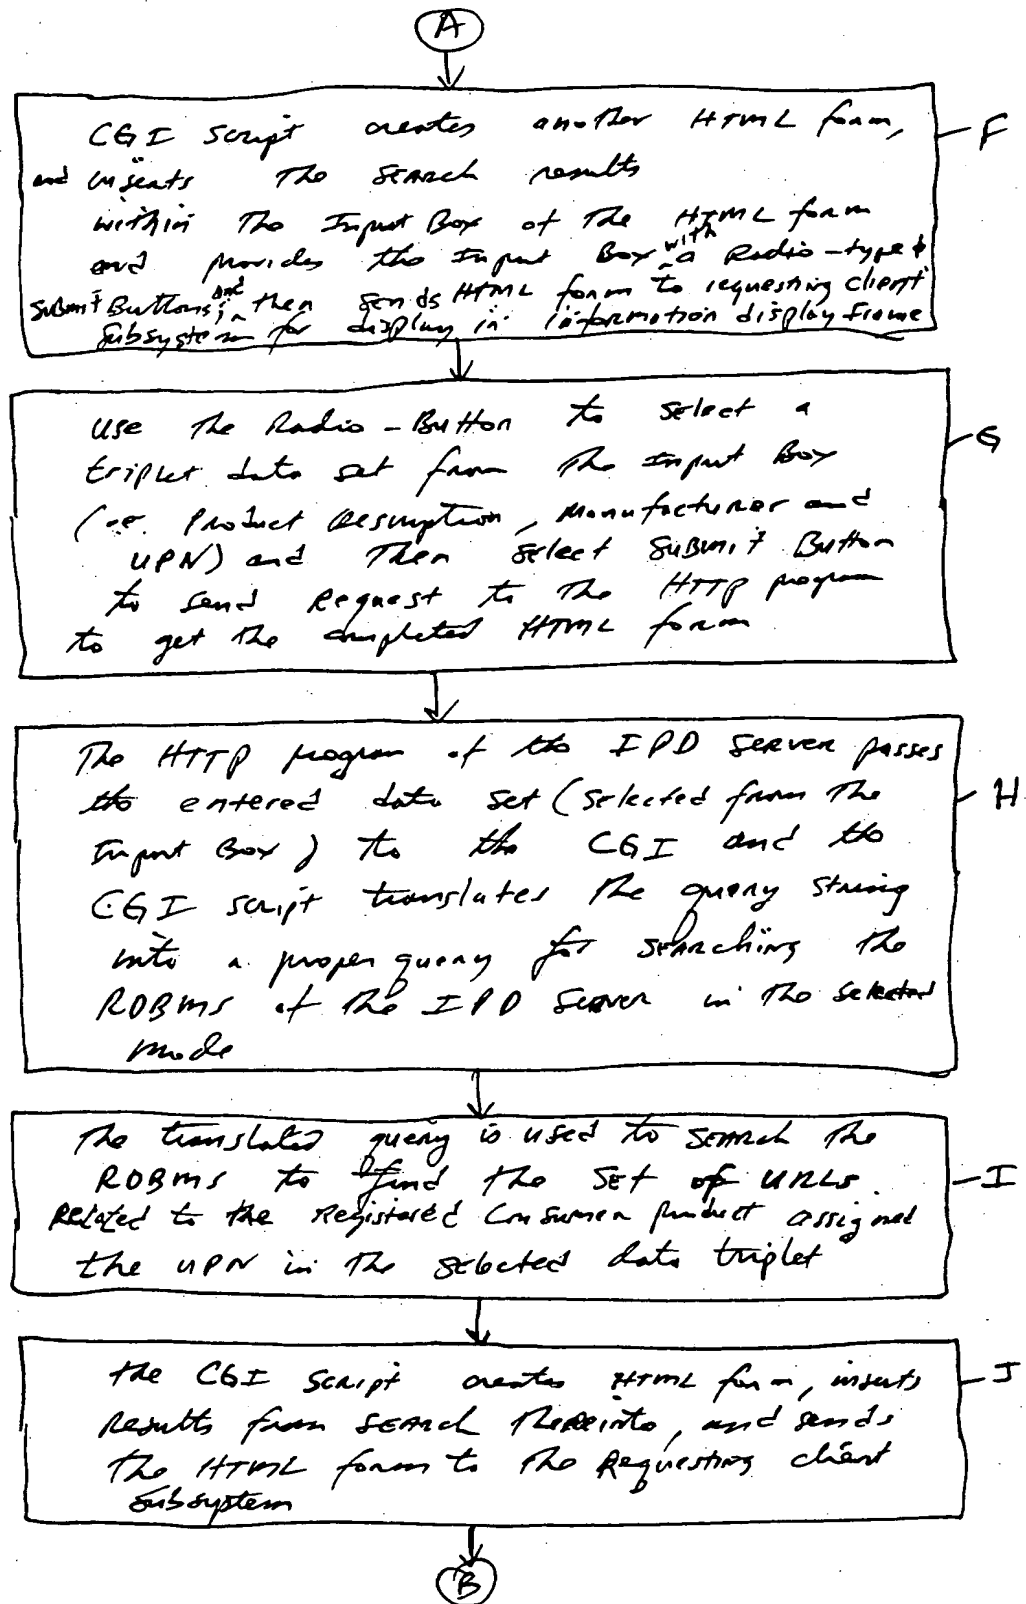 A
CGI Script creates another HTML form,
and inserts The SEARCH results
within The Input Box of The HTML form
and provides the Input Box with a Radio-type &
Submit Buttons; and then sends HTML form to requesting client
Subsystem for display in information display frame
F
use The Radio-Button to select a
triplet data set from The Input Box
(i.e. Product Description, Manufacturer and
UPN) and Then select SUBMIT Button
to send Request to The HTTP program
to get The completed HTML form
G
The HTTP program of the IPD Server passes
the entered data set (selected from The
Input Box) to the CGI and the
CGI script translates The query string
into a proper query for SEARCHing The
RDBMS of the IPD Server in The selected
mode
H
The translated query is used to SEARCH The
RDBMS to find the SET of URLs
Related to the registered Consumer product assigned
the UPN in The selected data triplet
I
the CGI Script creates HTML form, inserts
Results from SEARCH Thereinto, and sends
The HTML form to The Requesting client
Subsystem
J
B